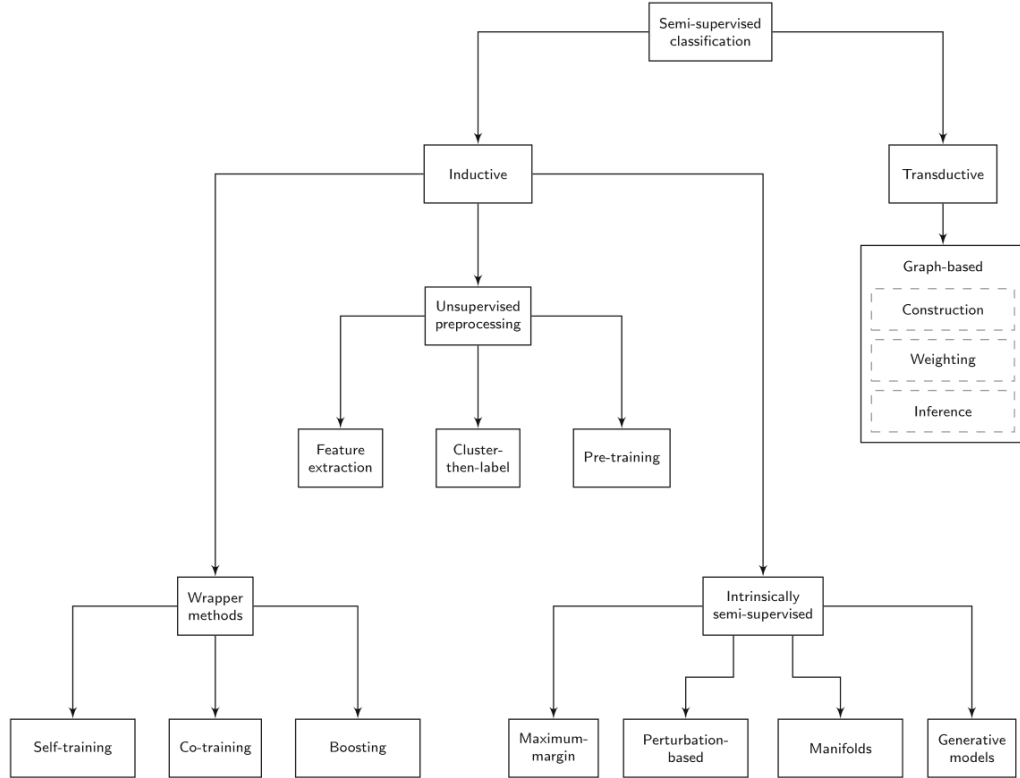 Semi-supervised
classification
Inductive
Transductive
Graph-based
Construction
Weighting
Inference
Unsupervised
preprocessing
Feature
extraction
Cluster-
then-label
Pre-training
Wrapper
methods
Intrinsically
semi-supervised
Self-training
Co-training
Boosting
Maximum-
margin
Perturbation-
based
Manifolds
Generative
models